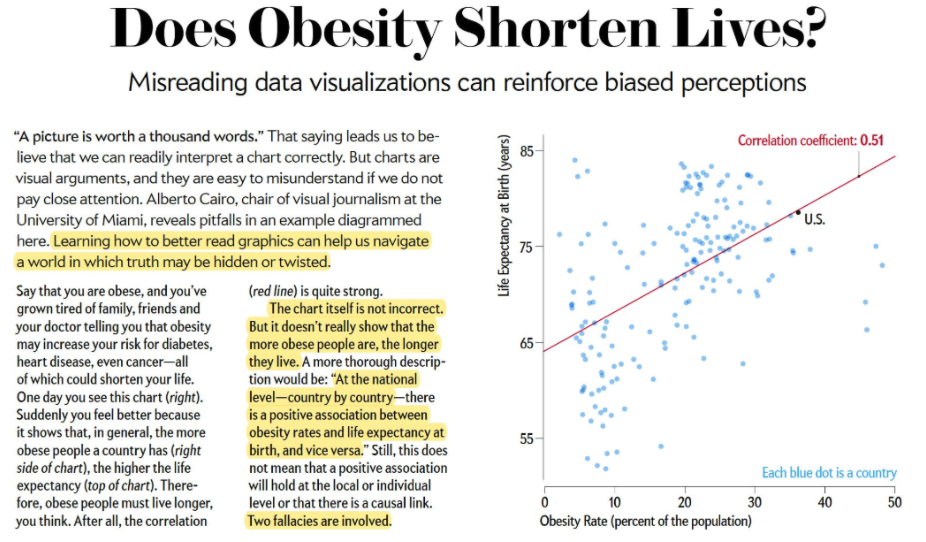 Does Obesity Shorten Lives?
Misreading data visualizations can reinforce biased perceptions
“A picture is worth a thousand words.” That saying leads us to be-
lieve that we can readily interpret a chart correctly. But charts are
visual arguments, and they are easy to misunderstand if we do not
pay close attention. Alberto Cairo, chair of visual journalism at the
University of Miami, reveals pitfalls in an example diagrammed
here. Learning how to better read graphics can help us navigate
a world in which truth may be hidden or twisted.
Say that you are obese, and you’ve
grown tired of family, friends and
your doctor telling you that obesity
may increase your risk for diabetes,
heart disease, even cancer—all
of which could shorten your life.
One day you see this chart (right).
Suddenly you feel better because
it shows that, in general, the more
obese people a country has (right
side of chart), the higher the life
expectancy (top of chart). There-
fore, obese people must live longer,
you think. After all, the correlation
(red line) is quite strong.
The chart itself is not incorrect.
But it doesn’t really show that the
more obese people are, the longer
they live. A more thorough descrip-
tion would be: “At the national
level—country by country—there
is a positive association between
obesity rates and life expectancy at
birth, and vice versa.” Still, this does
not mean that a positive association
will hold at the local or individual
level or that there is a causal link.
Two fallacies are involved.
Life Expectancy at Birth (years)
85
75
65
55
Correlation coefficient: 0.51
U.S.
Each blue dot is a country
0 10 20 30 40 50
Obesity Rate (percent of the population)